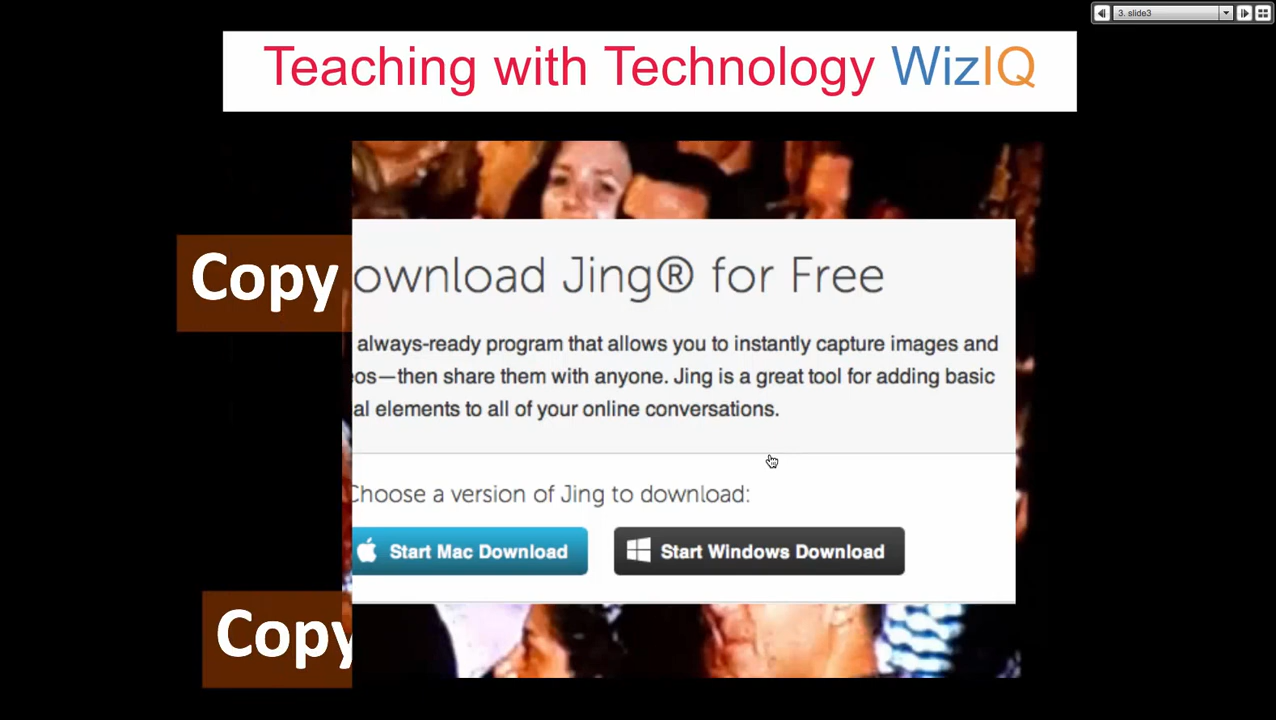 3. slide3
Teaching with Technology WizIQ
Copy
ownload Jing® for Free
always-ready program that allows you to instantly capture images and
eos—then share them with anyone. Jing is a great tool for adding basic
al elements to all of your online conversations.
Choose a version of Jing to download:
Start Mac Download
Start Windows Download
Copy